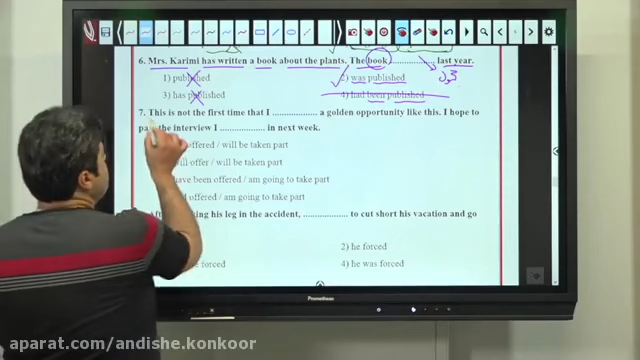 6. Mrs. Karimi has written a book about the plants. The book .................. last year.
1) published
2) was published
3) has published
4) had been published
7. This is not the first time that I .................. a golden opportunity like this. I hope to
the interview I .................. in next week.
offered / will be taken part
offer / will be taken part
have been offered / am going to take part
offered / am going to take part
his leg in the accident, .................. to cut short his vacation and go
2) he forced
forced
4) he was forced
Promethean
aparat.com/andishe.konkoor